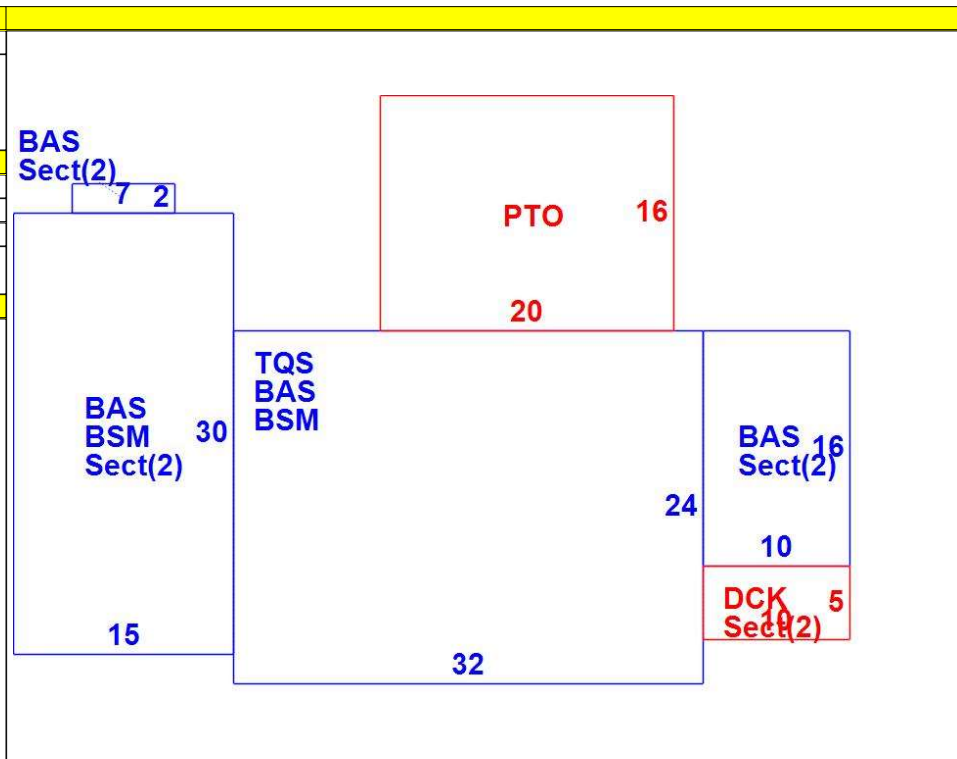 BAS
Sect(2)
7 2
PTO
16
20
TQS
BAS
BSM
BAS
BSM
Sect(2)
30
BAS
Sect(2)
16
24
10
DCK
Sect(2)
5
10
15
32